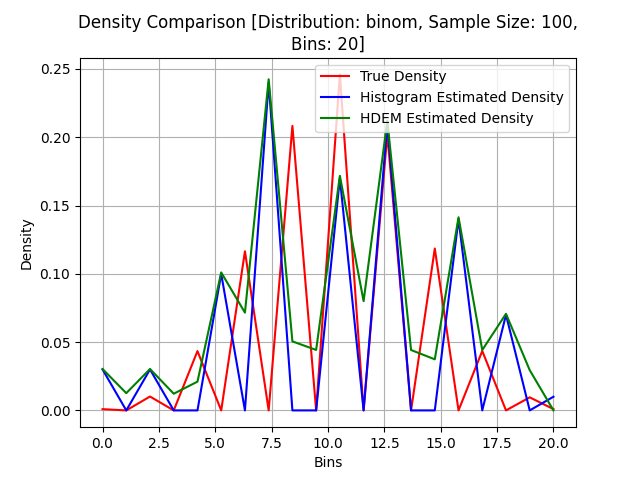 Density Comparison [Distribution: binom, Sample Size: 100,
Bins: 20]
True Density
Histogram Estimated Density
HDEM Estimated Density
Density
0.25
0.20
0.15
0.10
0.05
0.00
0.0 2.5 5.0 7.5 10.0 12.5 15.0 17.5 20.0
Bins